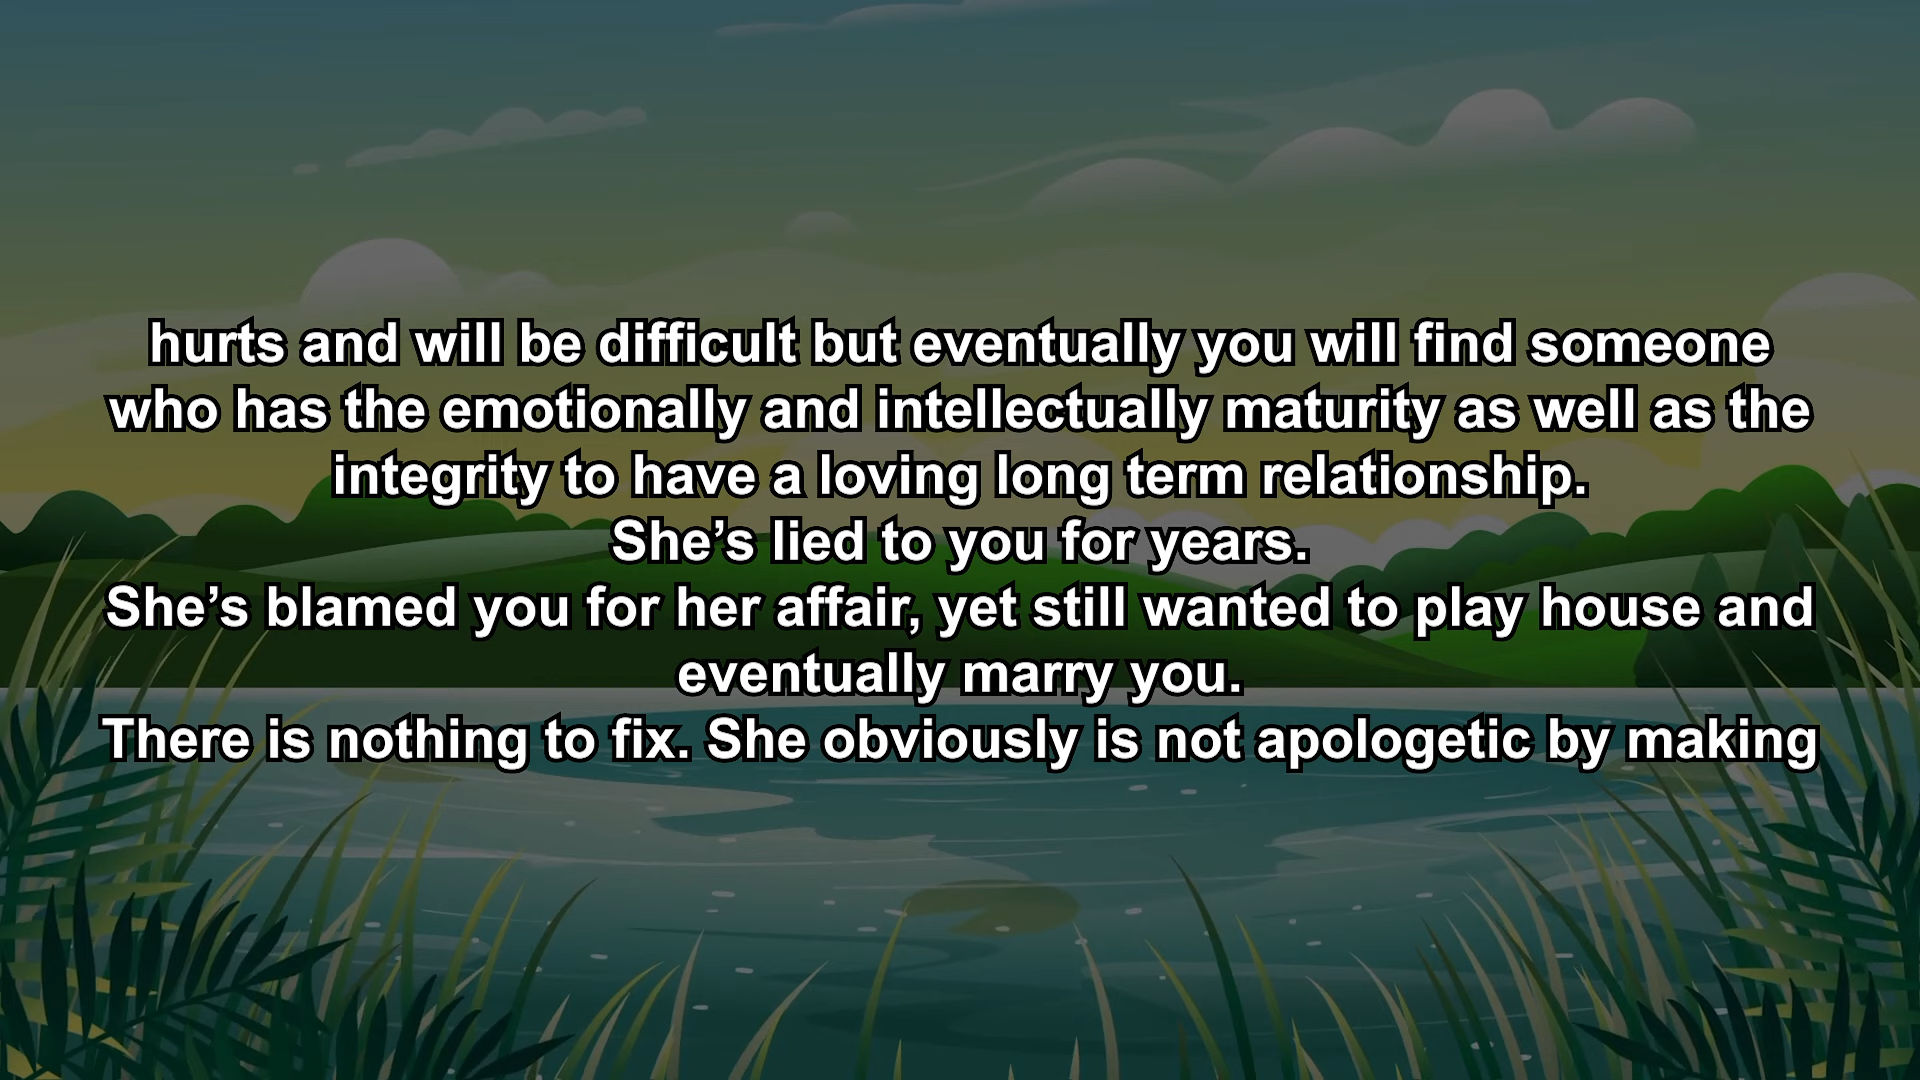 hurts and will be difficult but eventually you will find someone
who has the emotionally and intellectually maturity as well as the
integrity to have a loving long term relationship.
She’s lied to you for years.
She’s blamed you for her affair, yet still wanted to play house and
eventually marry you.
There is nothing to fix. She obviously is not apologetic by making